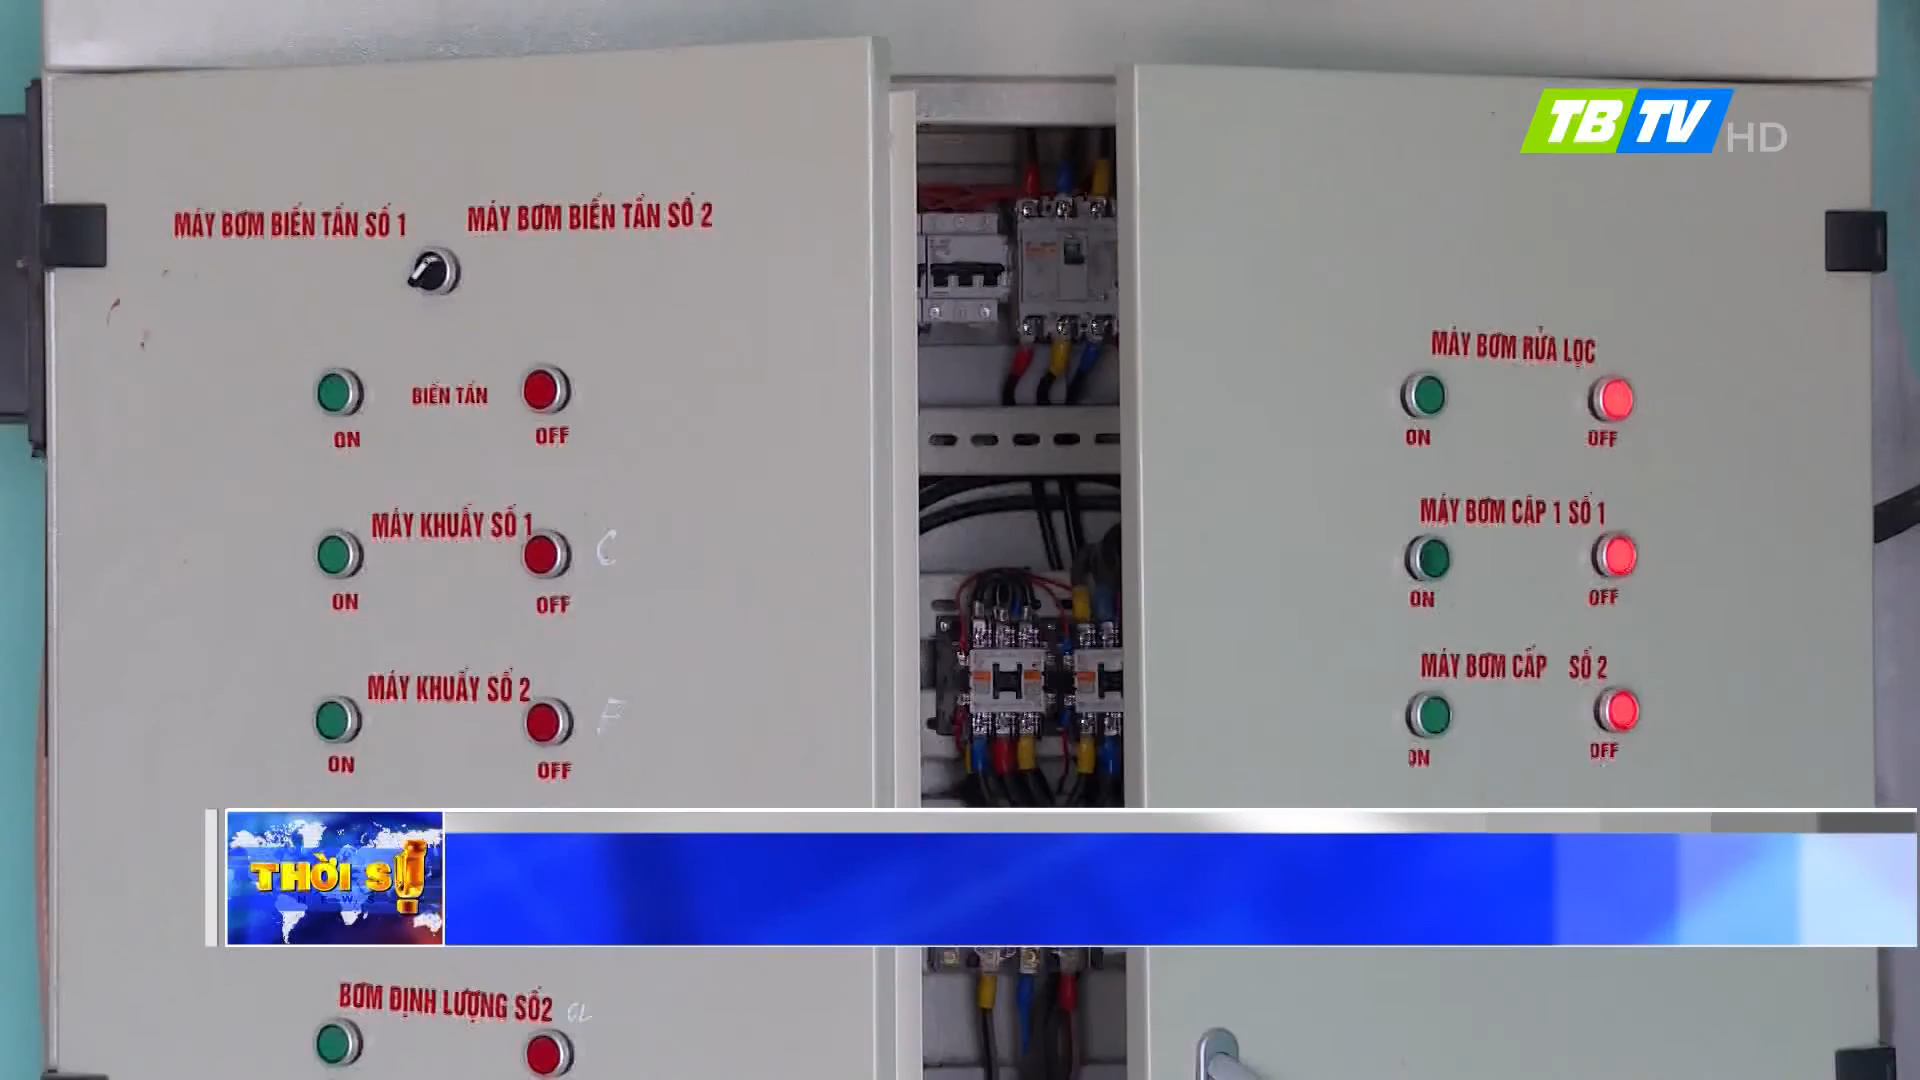 TBTV HD
MÁY BƠM BIẾN TẦN SỐ 1
MÁY BƠM BIẾN TẦN SỐ 2
BIẾN TẦN
ON
OFF
MÁY KHUẤY SỐ 1
C
ON
OFF
MÁY KHUẤY SỐ 2
F
ON
OFF
BƠM ĐỊNH LƯỢNG SỐ2
CL
MÁY BƠM RỬA LỌC
ON
OFF
MÁY BƠM CẤP 1 SỐ 1
ON
OFF
MÁY BƠM CẤP SỐ 2
ON
OFF
THỜI SỰ
NEWS